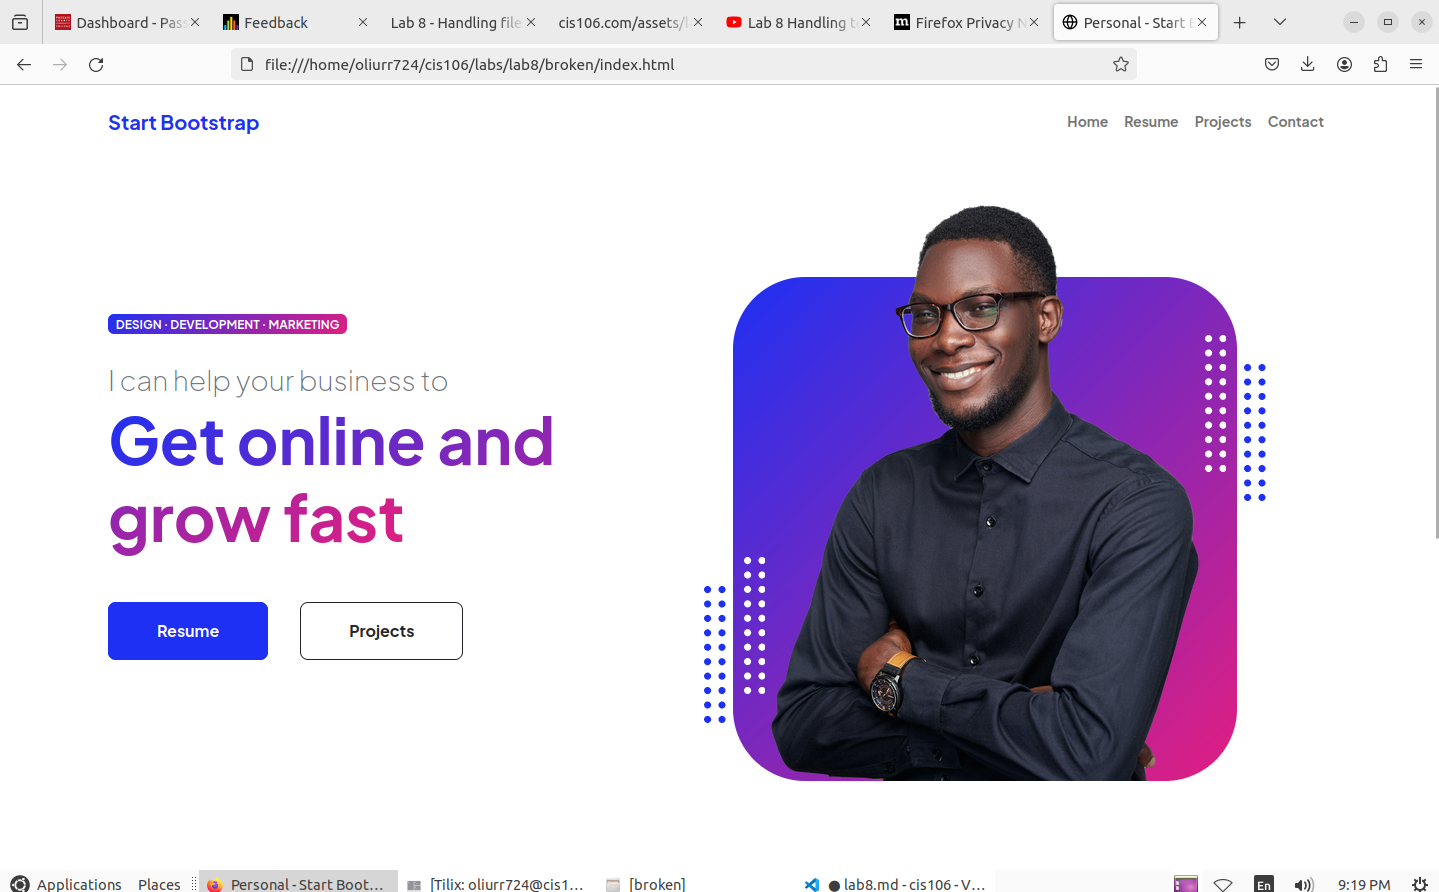 Dashboard - Pas
Feedback
Lab 8 - Handling file
cis106.com/assets/
Lab 8 Handling t
Firefox Privacy N
Personal - Start
file:///home/oliurr724/cis106/labs/lab8/broken/index.html
Start Bootstrap
Home Resume Projects Contact
DESIGN · DEVELOPMENT · MARKETING
I can help your business to
Get online and
grow fast
Resume
Projects
Applications
Places
Personal - Start Boot...
[Tilix: oliurr724@cis1...
[broken]
● lab8.md - cis106 - V...
En
9:19 PM